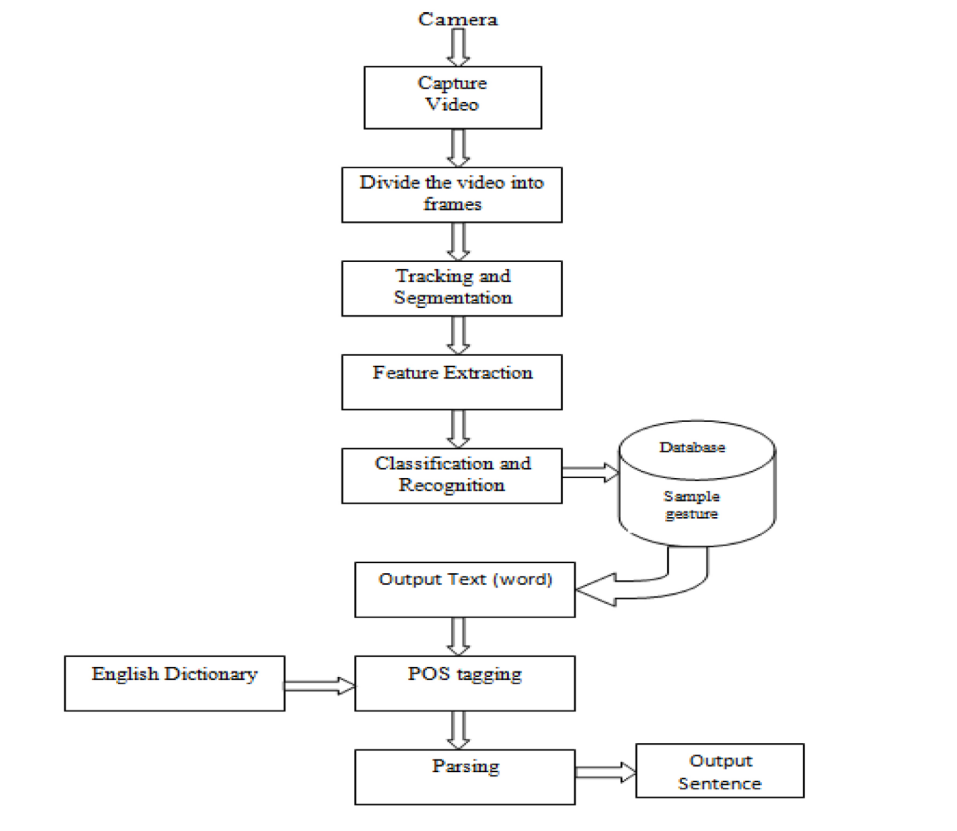 Camera
Capture
Video
Divide the video into
frames
Tracking and
Segmentation
Feature Extraction
Classification and
Recognition
Database
Sample
gesture
Output Text (word)
English Dictionary
POS tagging
Parsing
Output
Sentence